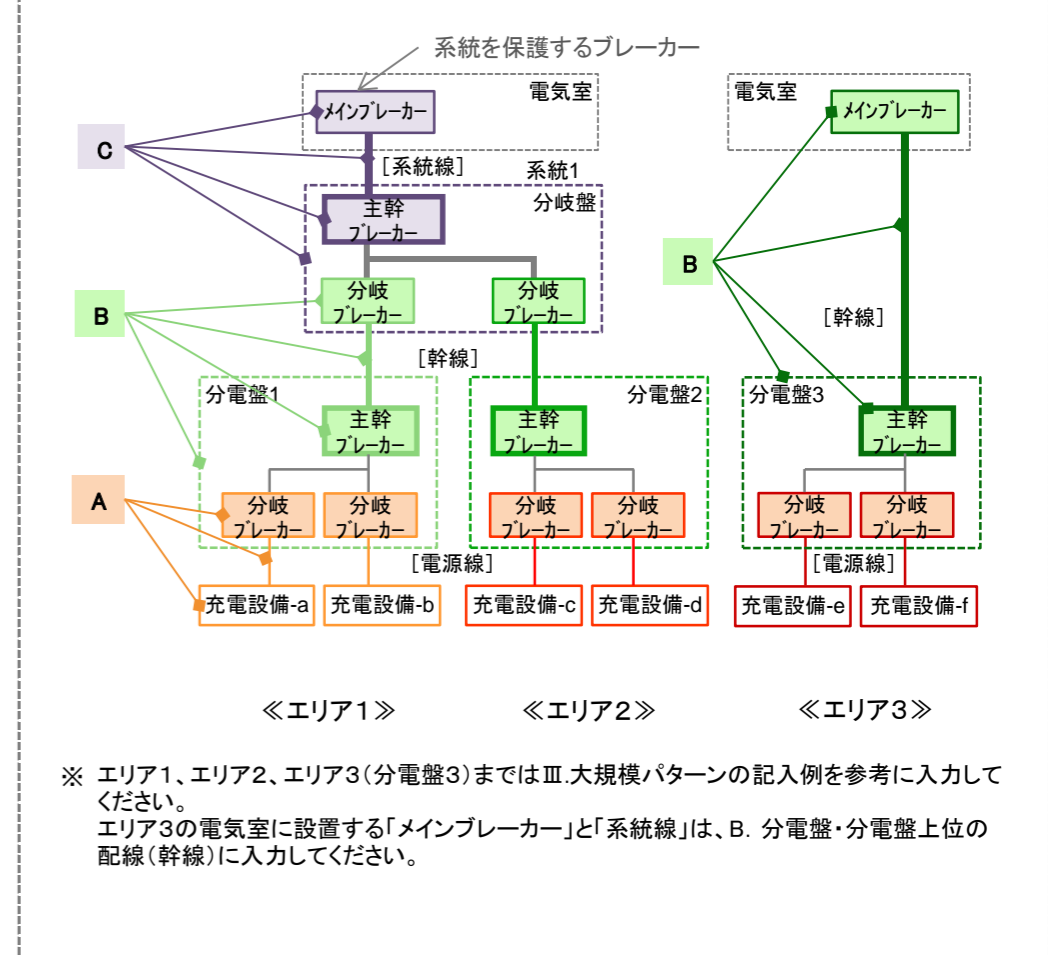 系統を保護するブレーカー
電気室
電気室
メインブレーカー
メインブレーカー
C
[系統線]
系統1
分岐盤
主幹
ブレーカー
B
分岐
ブレーカー
分岐
ブレーカー
B
[幹線]
[幹線]
分電盤1
分電盤2
分電盤3
主幹
ブレーカー
主幹
ブレーカー
主幹
ブレーカー
A
分岐
ブレーカー
分岐
ブレーカー
分岐
ブレーカー
分岐
ブレーカー
分岐
ブレーカー
分岐
ブレーカー
[電源線]
[電源線]
充電設備-a
充電設備-b
充電設備-c
充電設備-d
充電設備-e
充電設備-f
≪エリア1≫
≪エリア2≫
≪エリア3≫
※ エリア1、エリア2、エリア3(分電盤3)まではⅢ.大規模パターンの記入例を参考に入力して
ください。
エリア3の電気室に設置する「メインブレーカー」と「系統線」は、B. 分電盤・分電盤上位の
配線(幹線)に入力してください。